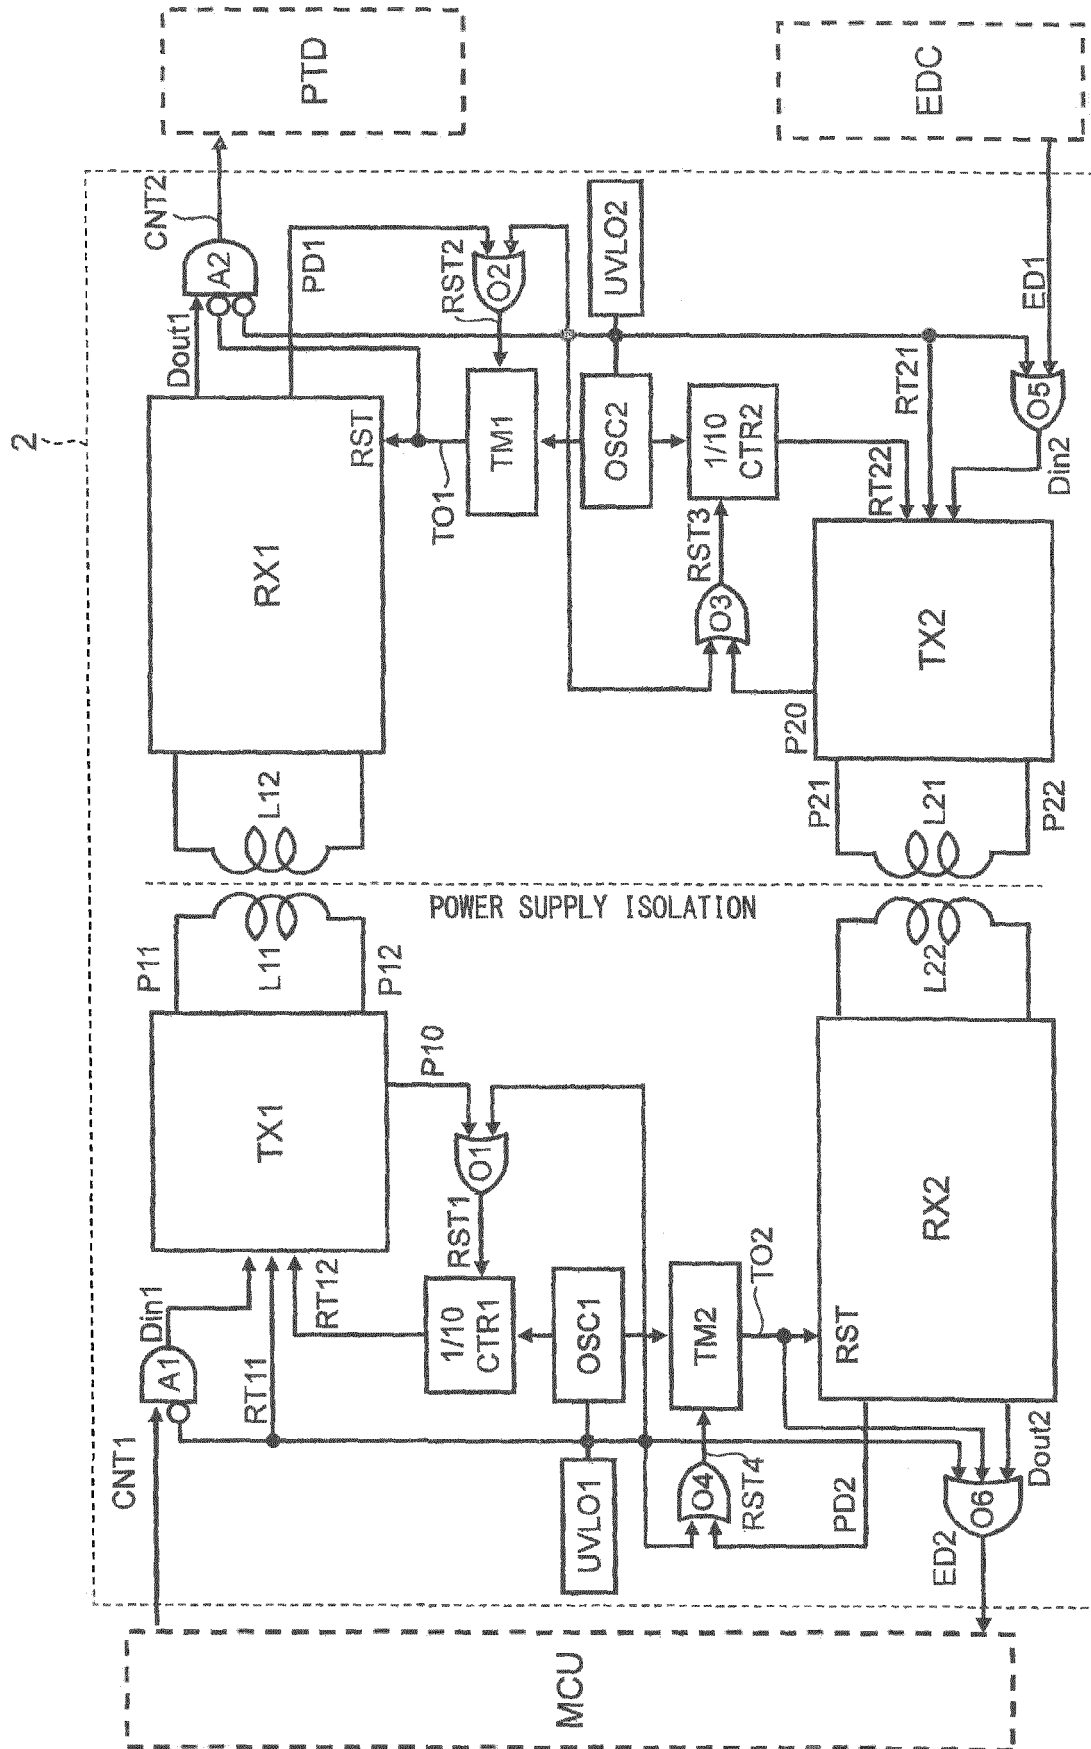 2
MCU
CNT1
A1
Din1
RT11
RT12
TX1
P11
P12
L11
L12
RX1
RST
Dout1
A2
CNT2
PTD
P10
O1
RST1
1/10
CTR1
OSC1
UVLO1
TM2
TO2
O4
RST4
RST
RX2
PD2
Dout2
O6
ED2
L22
L21
POWER SUPPLY ISOLATION
PD1
RST2
O2
TO1
TM1
OSC2
UVLO2
1/10
CTR2
RST3
O3
P20
P21
P22
TX2
RT22
RT21
Din2
O5
ED1
EDC